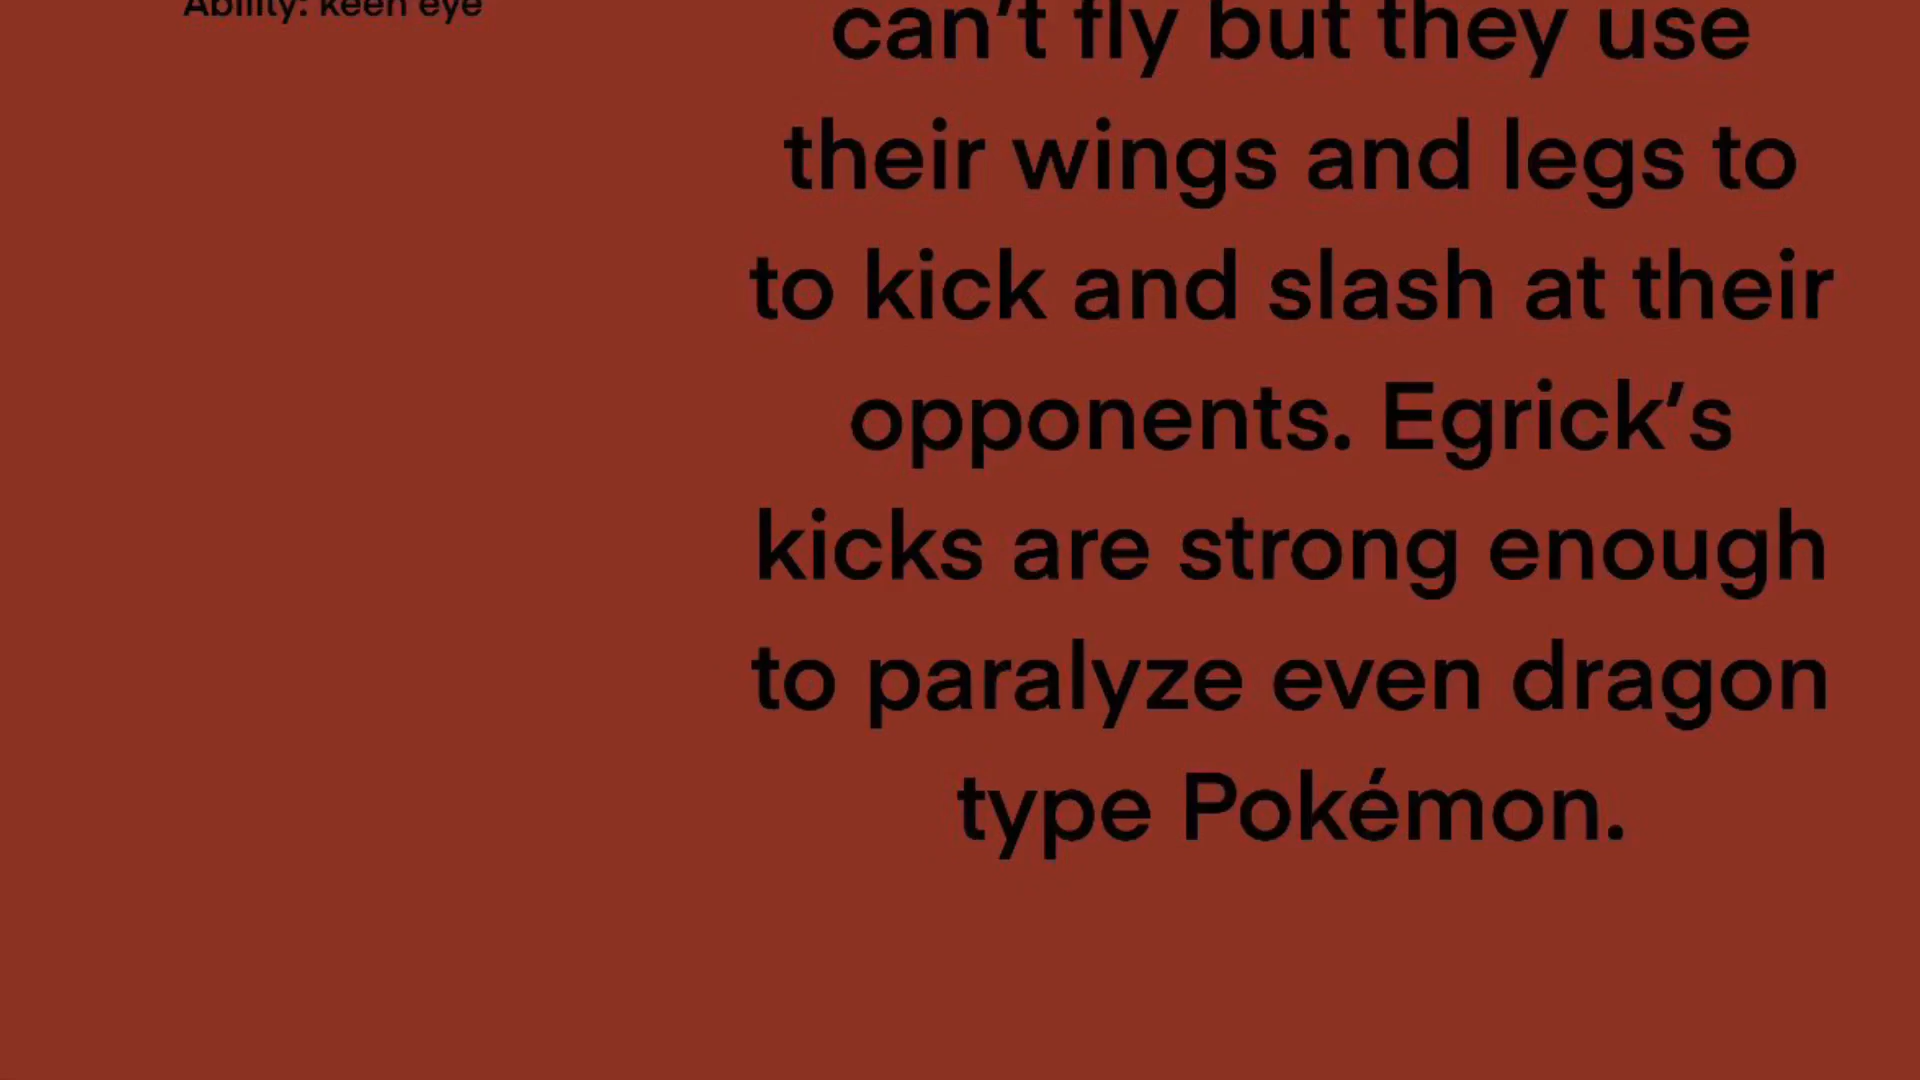 Ability: keen eye
can’t fly but they use
their wings and legs to
to kick and slash at their
opponents. Egrick’s
kicks are strong enough
to paralyze even dragon
type Pokémon.